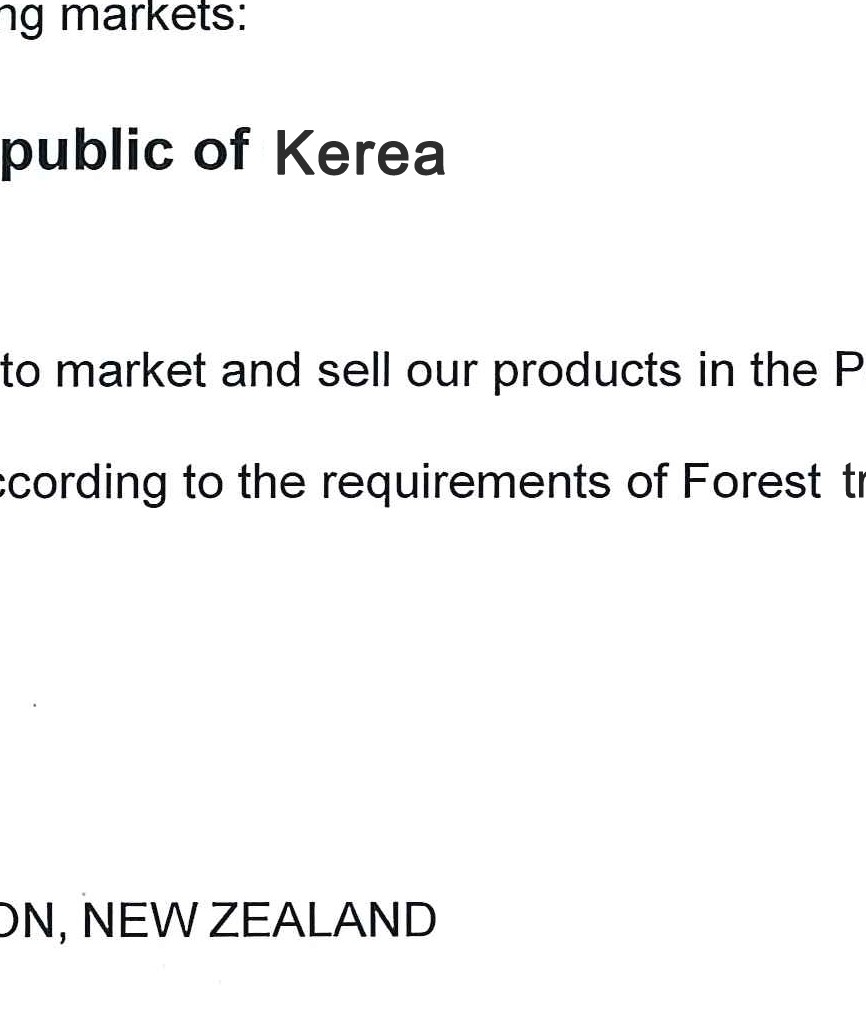 ng markets:
public of Kerea
to market and sell our products in the P
ccording to the requirements of Forest tr
ON, NEW ZEALAND